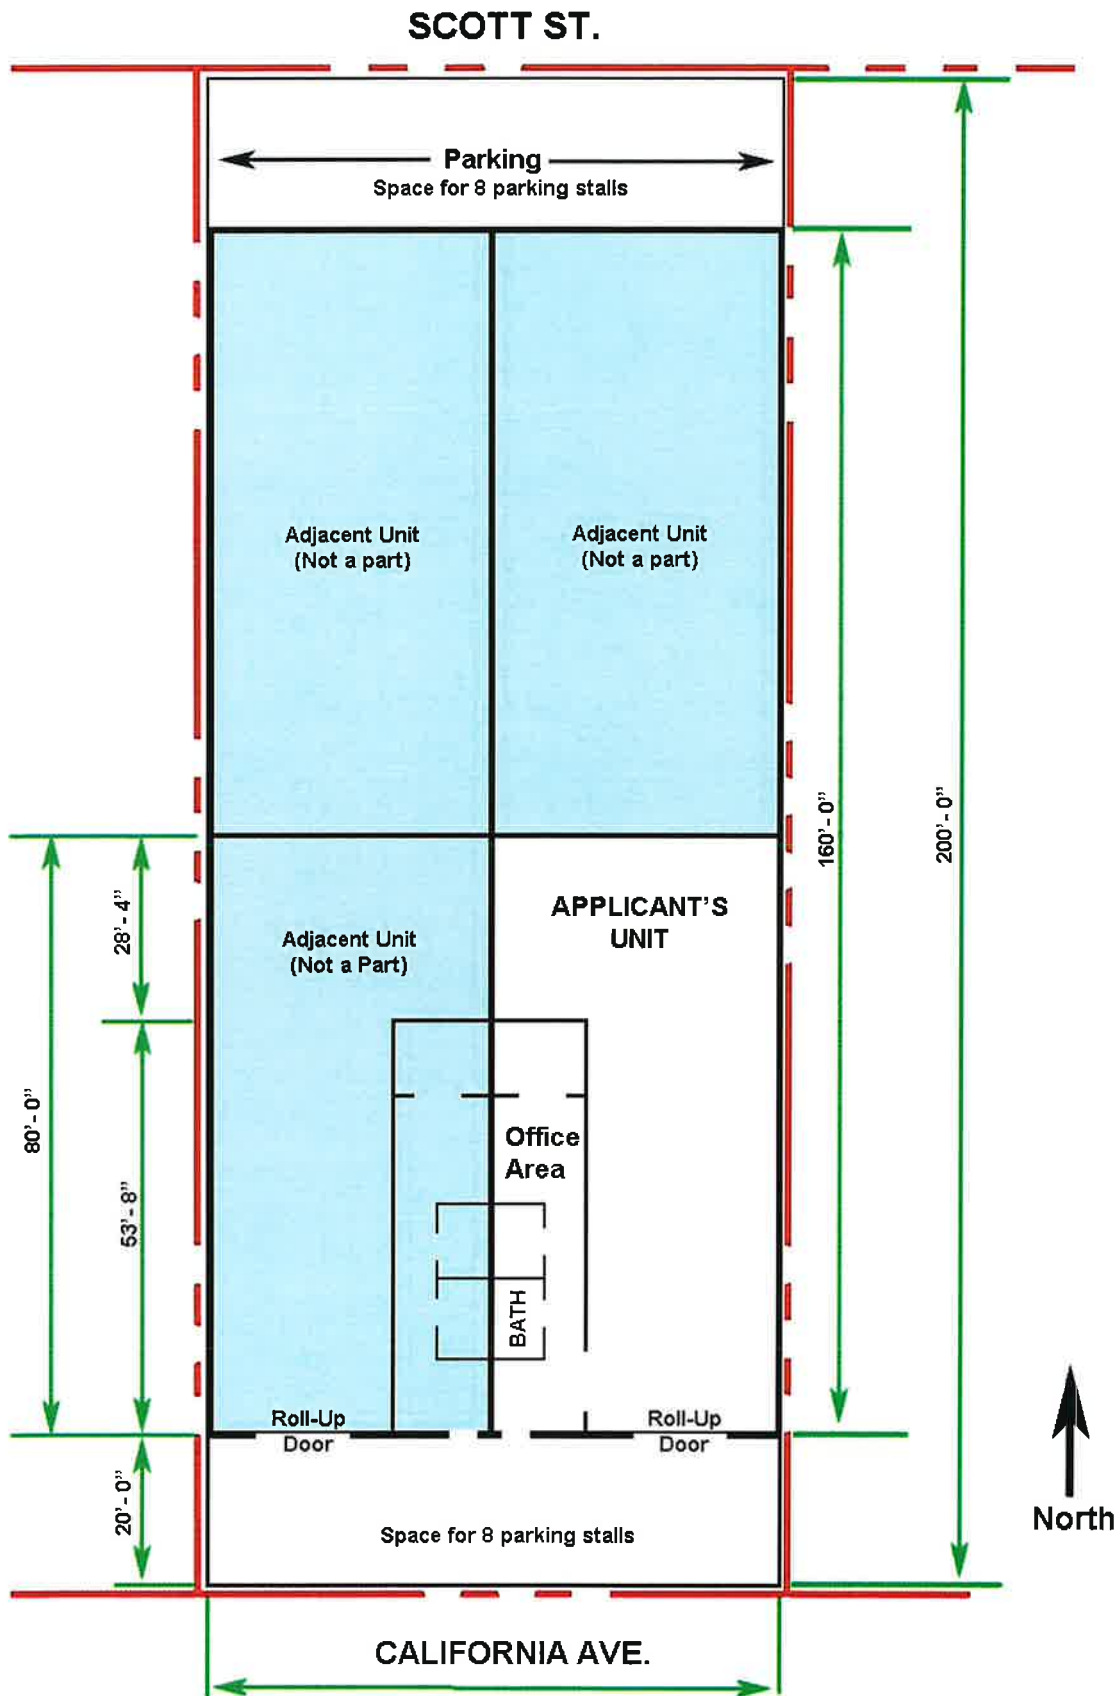 SCOTT ST.
Parking
Space for 8 parking stalls
Adjacent Unit
(Not a part)
Adjacent Unit
(Not a part)
160'- 0"
200'- 0"
28'- 4"
APPLICANT'S
UNIT
Adjacent Unit
(Not a Part)
80'- 0"
53'- 8"
Office
Area
BATH
Roll-Up
Door
Roll-Up
Door
20'- 0"
Space for 8 parking stalls
North
CALIFORNIA AVE.